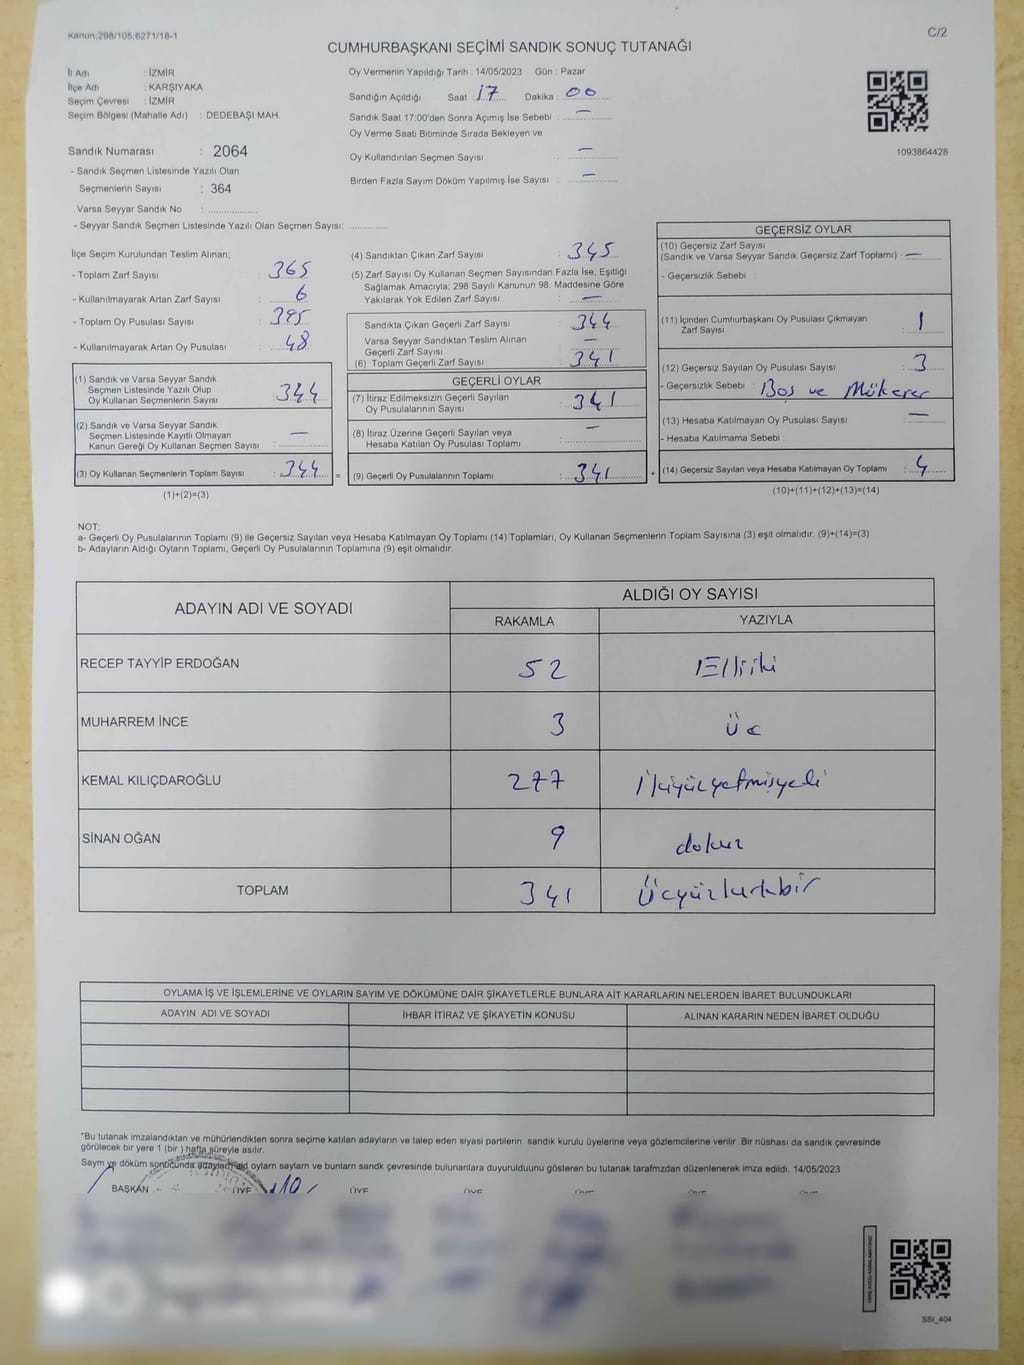 Kanun:298/105;6271/18-1
C/2
CUMHURBAŞKANI SEÇİMİ SANDIK SONUÇ TUTANAĞI
İl Adı : İZMİR
İlçe Adı : KARŞIYAKA
Seçim Çevresi : İZMİR
Seçim Bölgesi (Mahalle Adı) : DEDEBAŞI MAH.
Sandık Numarası : 2064
- Sandık Seçmen Listesinde Yazılı Olan
Seçmenlerin Sayısı : 364
Varsa Seyyar Sandık No :
- Seyyar Sandık Seçmen Listesinde Yazılı Olan Seçmen Sayısı:
Oy Vermenin Yapıldığı Tarih : 14/05/2023 Gün : Pazar
Sandığın Açıldığı Saat : 17 Dakika : 00
Sandık Saat 17:00'den Sonra Açımış İse Sebebi : —
Oy Verme Saati Bitiminde Sırada Bekleyen ve
Oy Kullandırılan Seçmen Sayısı : —
Birden Fazla Sayım Döküm Yapılmış İse Sayısı : —
1093864428
İlçe Seçim Kurulundan Teslim Alınan;
- Toplam Zarf Sayısı : 365
- Kullanılmayarak Artan Zarf Sayısı : 6
- Toplam Oy Pusulası Sayısı : 395
- Kullanılmayarak Artan Oy Pusulası : 48
(1) Sandık ve Varsa Seyyar Sandık
Seçmen Listesinde Yazılı Olup
Oy Kullanan Seçmenlerin Sayısı : 344
(2) Sandık ve Varsa Seyyar Sandık
Seçmen Listesinde Kayıtlı Olmayan
Kanun Gereği Oy Kullanan Seçmen Sayısı : —
(3) Oy Kullanan Seçmenlerin Toplam Sayısı : 344 =
(1)+(2)=(3)
(4) Sandıktan Çıkan Zarf Sayısı : 345
(5) Zarf Sayısı Oy Kullanan Seçmen Sayısından Fazla İse, Eşitliği
Sağlamak Amacıyla; 298 Sayılı Kanunun 98. Maddesine Göre
Yakılarak Yok Edilen Zarf Sayısı : —
Sandıkta Çıkan Geçerli Zarf Sayısı : 344
Varsa Seyyar Sandıktan Teslim Alınan
Geçerli Zarf Sayısı : —
(6) Toplam Geçerli Zarf Sayısı : 341
GEÇERLİ OYLAR
(7) İtiraz Edilmeksizin Geçerli Sayılan
Oy Pusulalarının Sayısı : 341
(8) İtiraz Üzerine Geçerli Sayılan veya
Hesaba Katılan Oy Pusulası Toplamı : —
(9) Geçerli Oy Pusulalarının Toplamı : 341 +
GEÇERSİZ OYLAR
(10) Geçersiz Zarf Sayısı
(Sandık ve Varsa Seyyar Sandık Geçersiz Zarf Toplamı) : —
- Geçersizlik Sebebi :
(11) İçinden Cumhurbaşkanı Oy Pusulası Çıkmayan
Zarf Sayısı : 1
(12) Geçersiz Sayılan Oy Pusulası Sayısı : 3
- Geçersizlik Sebebi : Boş ve Mükerer
(13) Hesaba Katılmayan Oy Pusulası Sayısı : —
- Hesaba Katılmama Sebebi :
(14) Geçersiz Sayılan veya Hesaba Katılmayan Oy Toplamı : 4
(10)+(11)+(12)+(13)=(14)
NOT:
a- Geçerli Oy Pusulalarının Toplamı (9) ile Geçersiz Sayılan veya Hesaba Katılmayan Oy Toplamı (14) Toplamları, Oy Kullanan Seçmenlerin Toplam Sayısına (3) eşit olmalıdır. (9)+(14)=(3)
b- Adayların Aldığı Oyların Toplamı, Geçerli Oy Pusulalarının Toplamına (9) eşit olmalıdır.
ADAYIN ADI VE SOYADI
ALDIĞI OY SAYISI
RAKAMLA YAZIYLA
RECEP TAYYİP ERDOĞAN 52 Elliiki
MUHARREM İNCE 3 Üc
KEMAL KILIÇDAROĞLU 277 İkiyüzyetmişyedi
SİNAN OĞAN 9 dokuz
TOPLAM 341 Ücyüzkırkbir
OYLAMA İŞ VE İŞLEMLERİNE VE OYLARIN SAYIM VE DÖKÜMÜNE DAİR ŞİKAYETLERLE BUNLARA AİT KARARLARIN NELERDEN İBARET BULUNDUKLARI
ADAYIN ADI VE SOYADI İHBAR İTİRAZ VE ŞİKAYETİN KONUSU ALINAN KARARIN NEDEN İBARET OLDUĞU
*Bu tutanak imzalandıktan ve mühürlendikten sonra seçime katılan adayların ve talep eden siyasi partilerin sandık kurulu üyelerine veya gözlemcilerine verilir .Bir nüshası da sandık çevresinde
görülecek bir yere 1 (bir ) hafta süreyle asılır.
Sayım ve döküm sonucunda adayların ald oyların sayları ve bunların sandk çevresinde bulunanlara duyurulduunu gösteren bu tutanak tarafmzdan düzenlenerek imza edildi. 14/05/2023
BAŞKAN ÜYE ÜYE ÜYE ÜYE ÜYE ÜYE
SSI_404